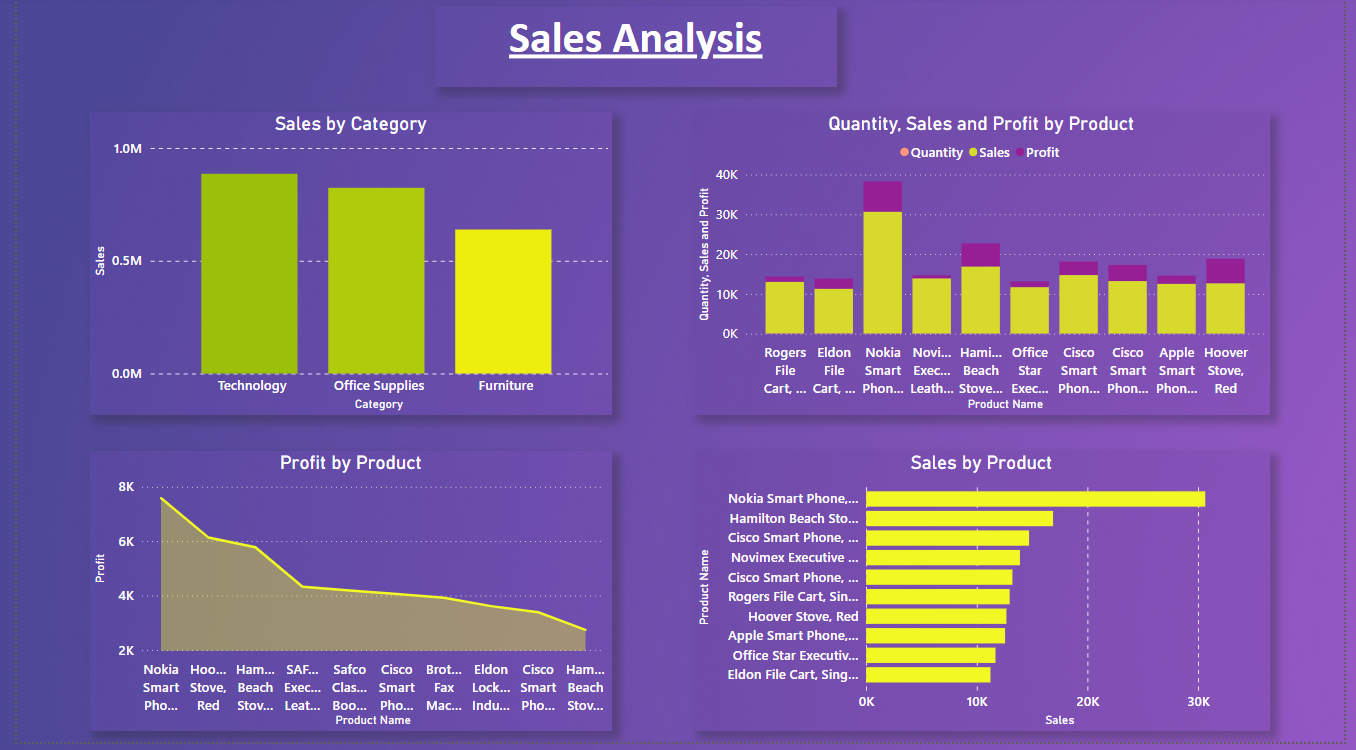 Sales Analysis
Sales by Category
1.0M
0.5M
0.0M
Sales
Technology Office Supplies Furniture
Category
Quantity, Sales and Profit by Product
Quantity Sales Profit
40K
30K
20K
10K
0K
Quantity, Sales and Profit
Rogers Eldon Nokia Novi... Hami... Office Cisco Cisco Apple Hoover
File File Smart Exec... Beach Star Smart Smart Smart Stove,
Cart, ... Cart, ... Phon... Leath... Stove... Exec... Phon... Phon... Phon... Red
Product Name
Profit by Product
8K
6K
4K
2K
Profit
Nokia Hoo... Ham... SAF... Safco Cisco Brot... Eldon Cisco Ham...
Smart Stove, Beach Exec... Clas... Smart Fax Lock... Smart Beach
Pho... Red Stov... Leat... Boo... Pho... Mac... Indu... Pho... Stov...
Product Name
Sales by Product
Product Name
Nokia Smart Phone,...
Hamilton Beach Sto...
Cisco Smart Phone, ...
Novimex Executive ...
Cisco Smart Phone, ...
Rogers File Cart, Sin...
Hoover Stove, Red
Apple Smart Phone,...
Office Star Executiv...
Eldon File Cart, Sing...
0K 10K 20K 30K
Sales